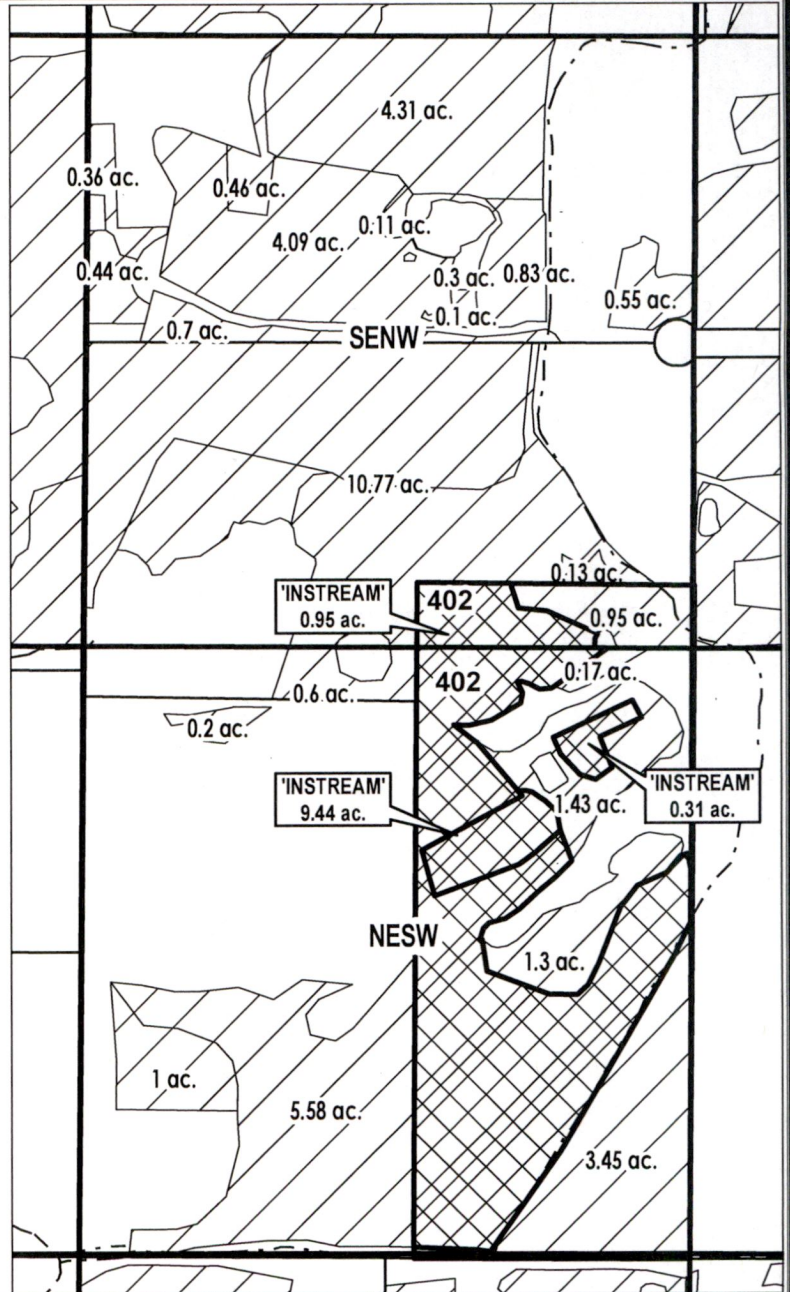 4.31 ac.
0.36 ac.
0.46 ac.
0.11 ac.
4.09 ac.
0.44 ac.
0.3 ac.
0.83 ac.
0.55 ac.
0.1 ac.
0.7 ac.
SENW
10.77 ac.
0.13 ac.
'INSTREAM'
0.95 ac.
402
0.95 ac.
0.17 ac.
402
0.6 ac.
0.2 ac.
'INSTREAM'
9.44 ac.
1.43 ac.
'INSTREAM'
0.31 ac.
NESW
1.3 ac.
1 ac.
5.58 ac.
3.45 ac.